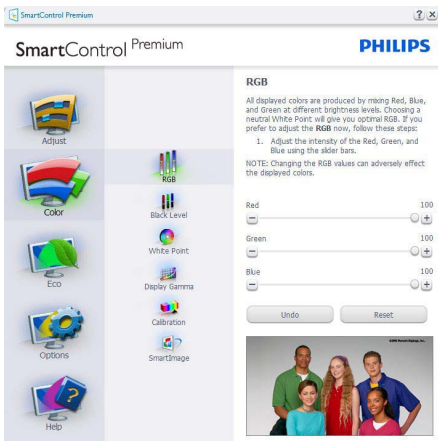 SmartControl Premium
SmartControl Premium
PHILIPS
Adjust
Color
Eco
Options
Help
RGB
Black Level
White Point
Display Gamma
Calibration
SmartImage
RGB
All displayed colors are produced by mixing Red, Blue,
and Green at different brightness levels. Choosing a
neutral White Point will give you optimal RGB. If you
prefer to adjust the RGB now, follow these steps:
1. Adjust the intensity of the Red, Green, and
Blue using the slider bars.
NOTE: Changing the RGB values can adversely effect
the displayed colors.
Red 100
Green 100
Blue 100
Undo Reset